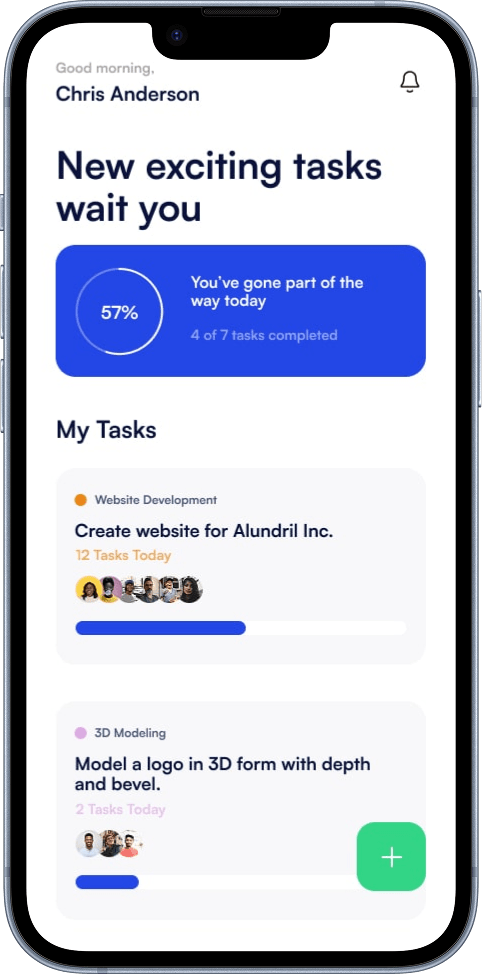 Good morning,
Chris Anderson
New exciting tasks
wait you
57%
You've gone part of the
way today
4 of 7 tasks completed
My Tasks
Website Development
Create website for Alundril Inc.
12 Tasks Today
3D Modeling
Model a logo in 3D form with depth
and bevel.
2 Tasks Today